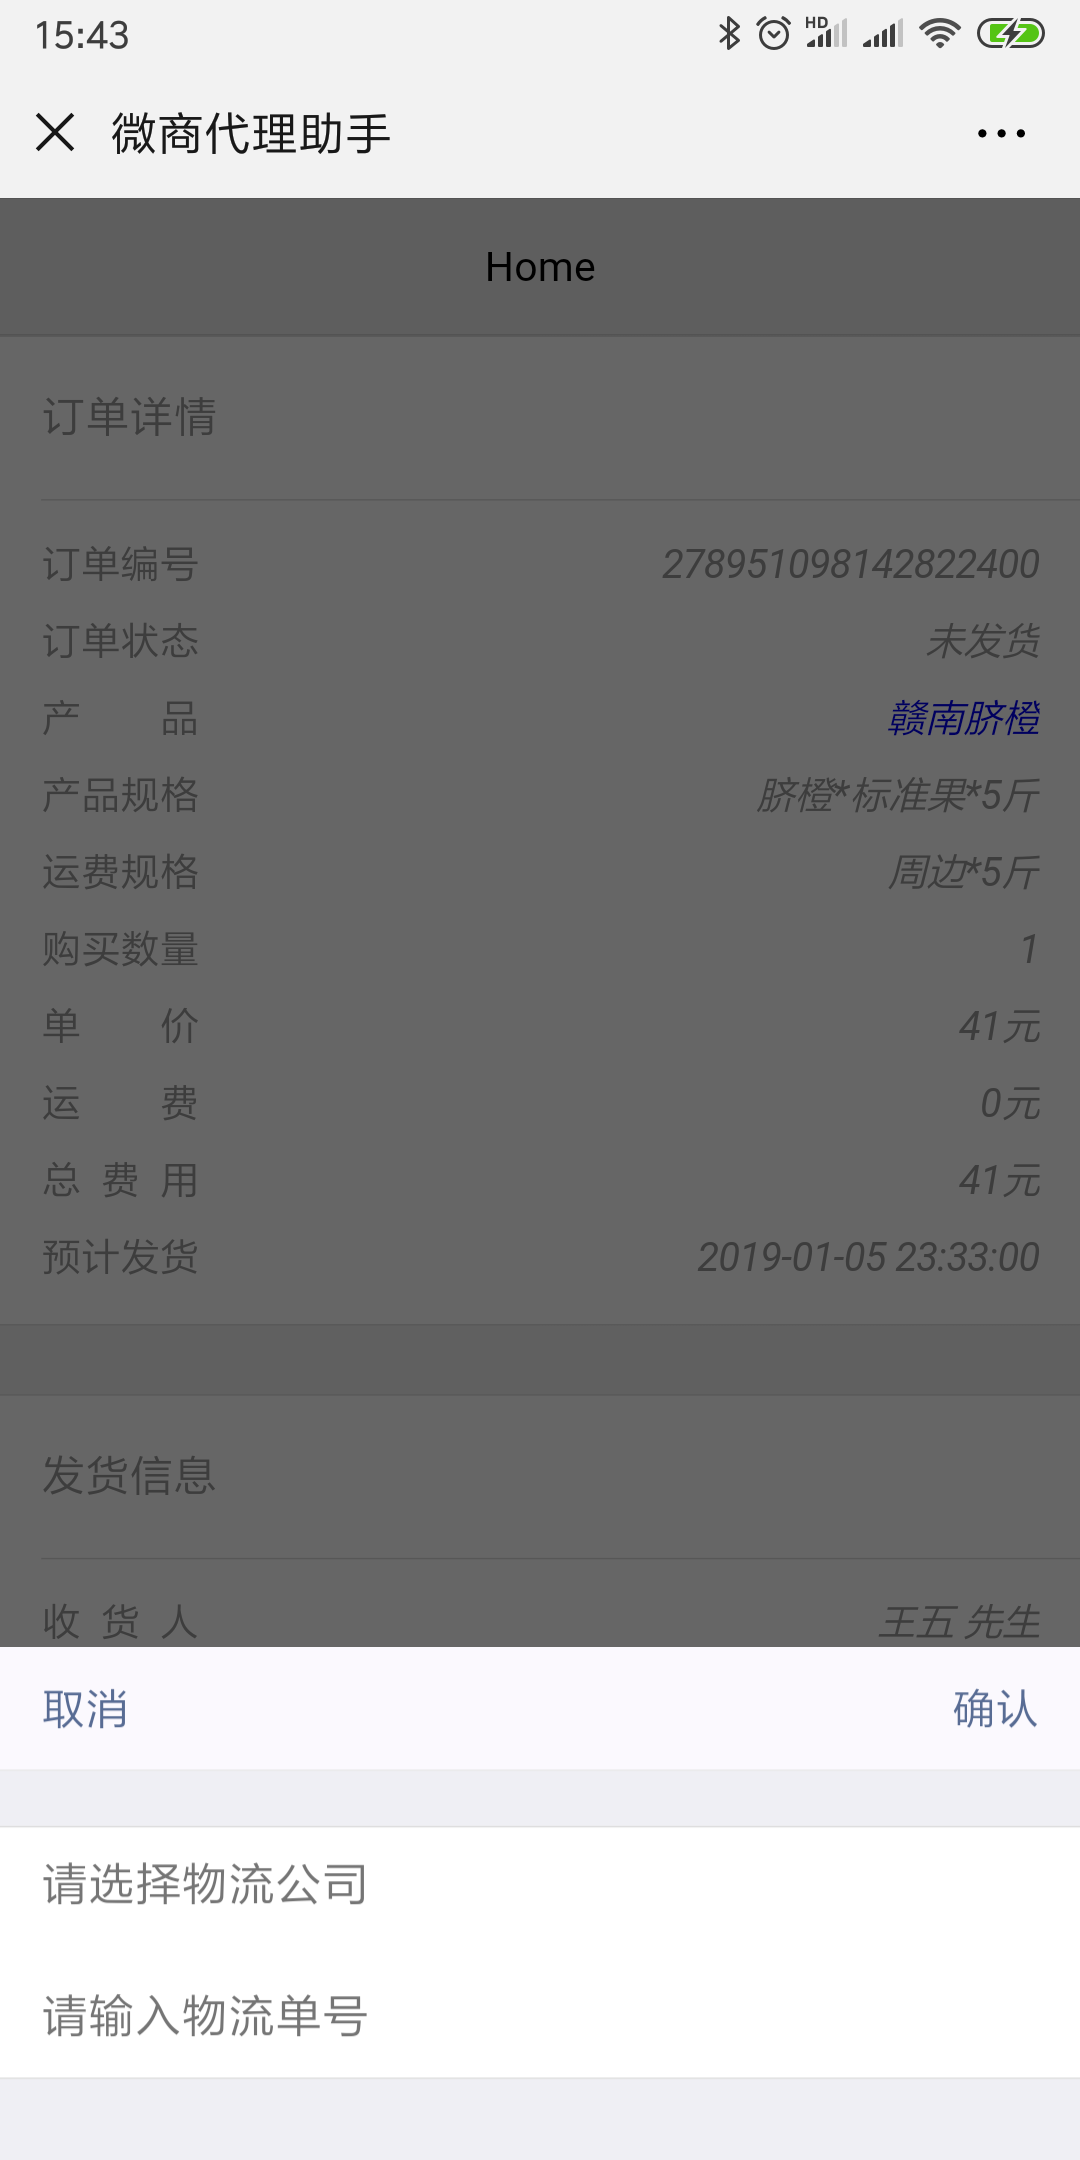 15:43 HD
微商代理助手
Home
订单详情
订单编号 278951098142822400
订单状态 未发货
产品 赣南脐橙
产品规格 脐橙*标准果*5斤
运费规格 周边*5斤
购买数量 1
单价 41元
运费 0元
总费用 41元
预计发货 2019-01-05 23:33:00
发货信息
收货人 王五 先生
取消 确认
请选择物流公司
请输入物流单号